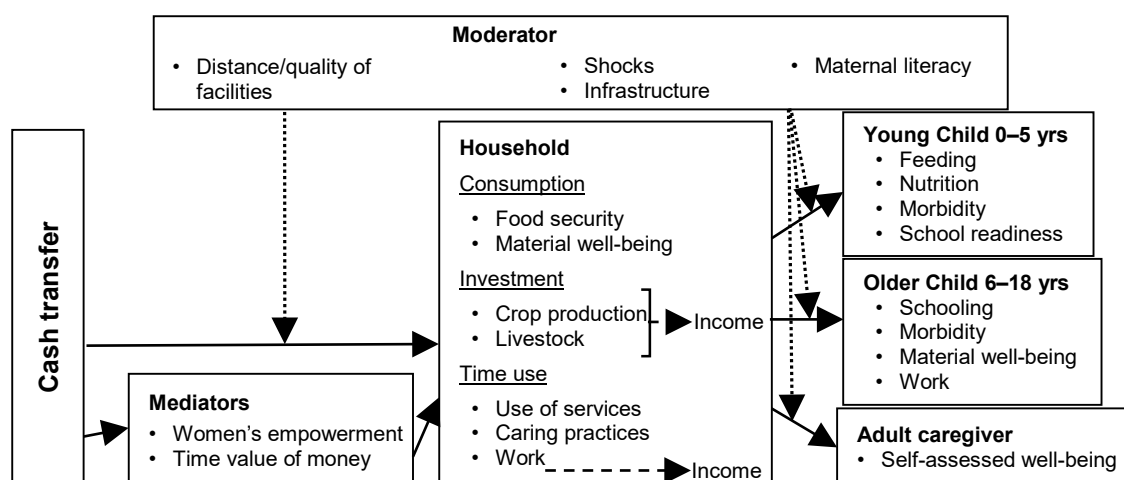 Moderator
• Distance/quality of
facilities
• Shocks
• Infrastructure
• Maternal literacy
Cash transfer
Mediators
• Women’s empowerment
• Time value of money
Household
Consumption
• Food security
• Material well-being
Investment
• Crop production
• Livestock
Income
Time use
• Use of services
• Caring practices
• Work
Income
Young Child 0–5 yrs
• Feeding
• Nutrition
• Morbidity
• School readiness
Older Child 6–18 yrs
• Schooling
• Morbidity
• Material well-being
• Work
Adult caregiver
• Self-assessed well-being